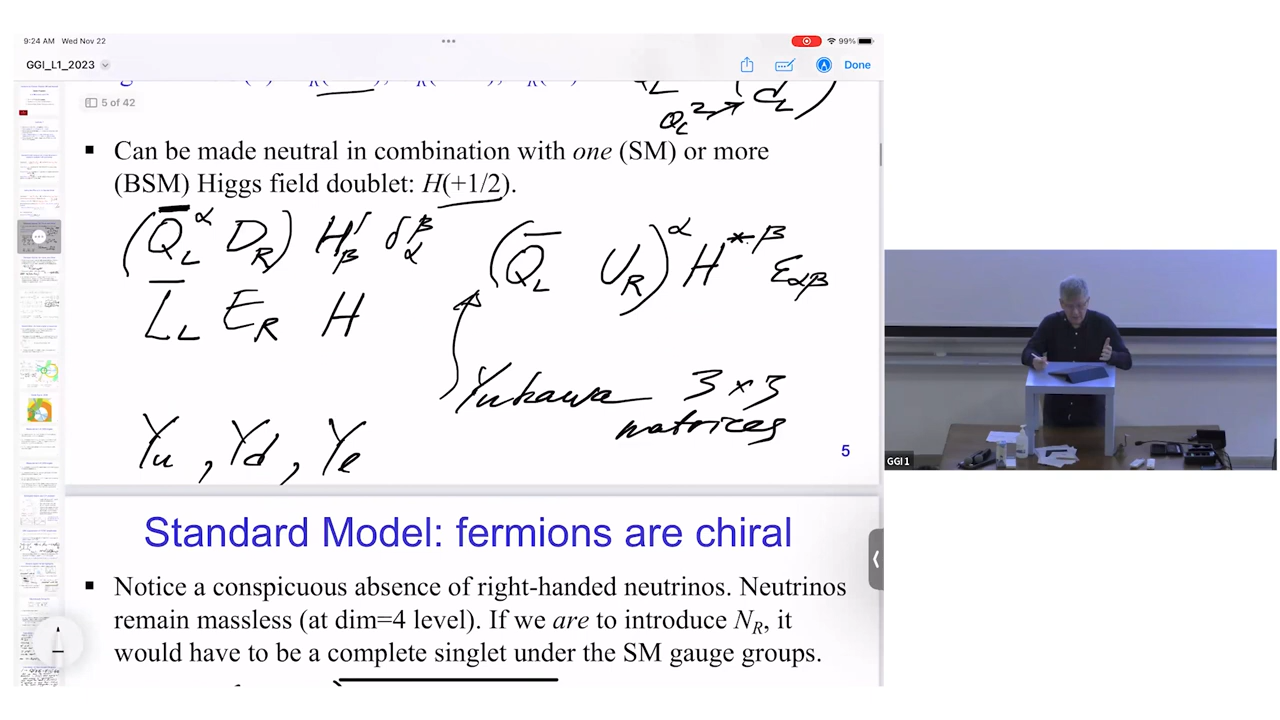 9:24 AM Wed Nov 22
99%
GGI_L1_2023
Done
5 of 42
Q_L^2 → d_L )
▪ Can be made neutral in combination with one (SM) or more
(BSM) Higgs field doublet: H(+1/2).
(Q̄_L^α D_R) H_β δ_α^β
(Q̄_L U_R)^α H^{*β} ε_{αβ}
L̄_L E_R H
Yukawa 3 × 3
matrices
Y_u, Y_d, Y_e
5
Standard Model: fermions are chiral
▪ Notice a conspicuous absence of right-handed neutrinos. Neutrinos
remain massless (at dim=4 level). If we are to introduce N_R, it
would have to be a complete singlet under the SM gauge groups.
GGI 1